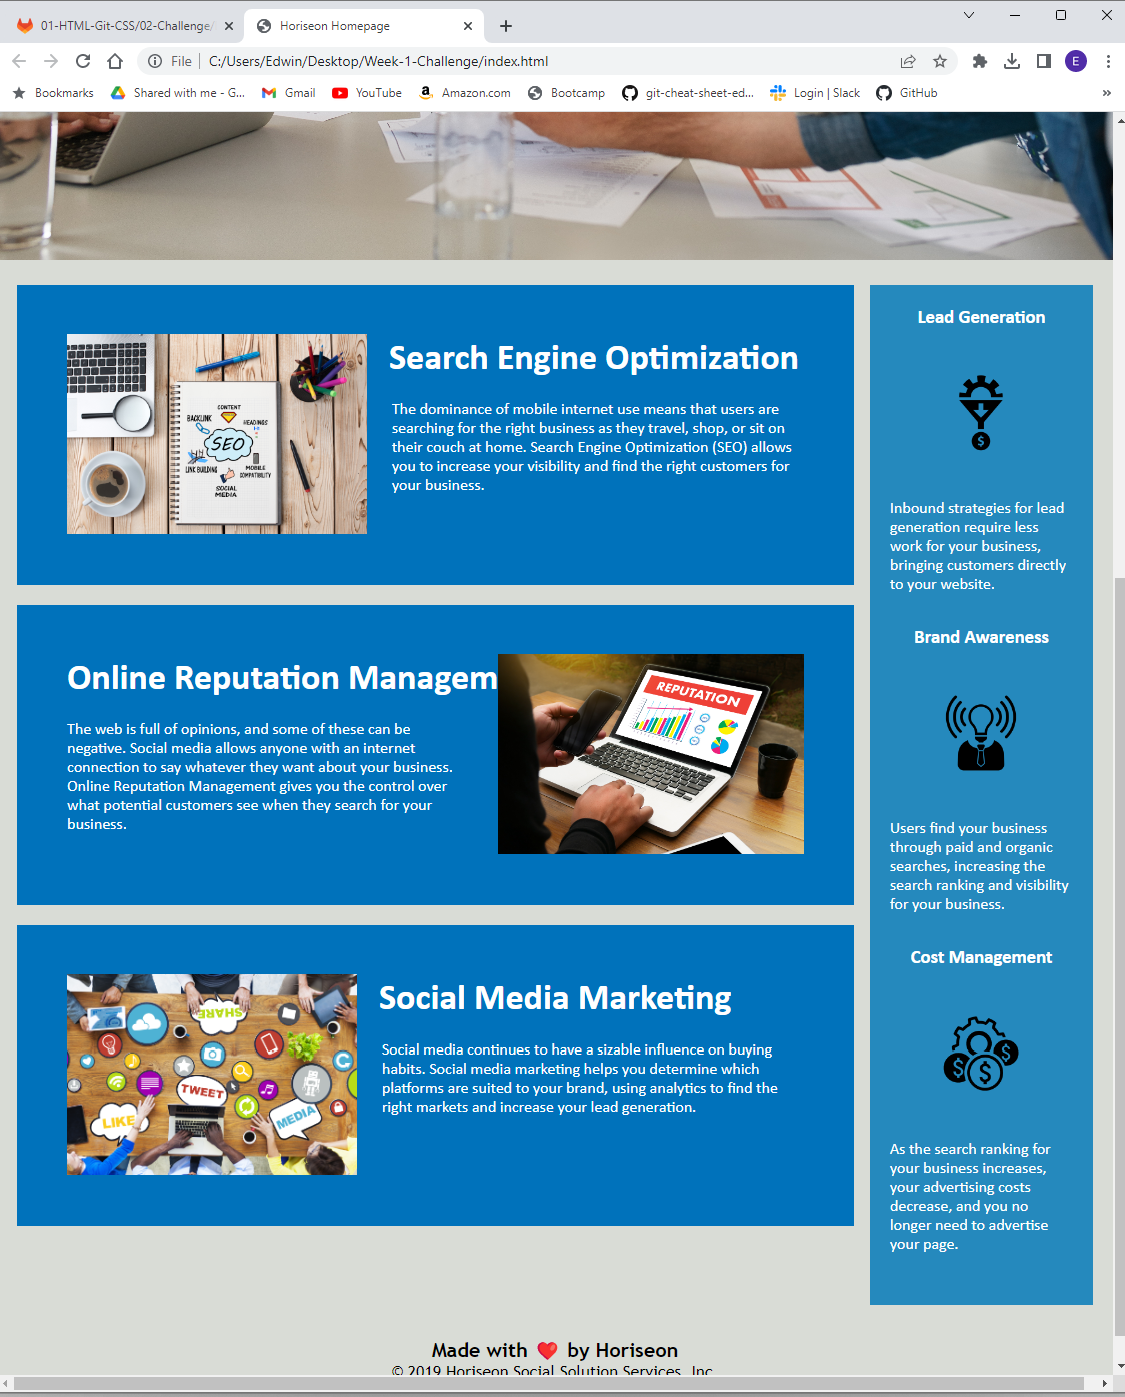 01-HTML-Git-CSS/02-Challenge/
Horiseon Homepage
File
C:/Users/Edwin/Desktop/Week-1-Challenge/index.html
E
Bookmarks
Shared with me - G...
Gmail
YouTube
Amazon.com
Bootcamp
git-cheat-sheet-ed...
Login | Slack
GitHub
»
CONTENT
BACKLINK
HEADINGS
SEO
LINK BUILDING
MOBILE
COMPATIBILITY
SOCIAL
MEDIA
Search Engine Optimization
The dominance of mobile internet use means that users are
searching for the right business as they travel, shop, or sit on
their couch at home. Search Engine Optimization (SEO) allows
you to increase your visibility and find the right customers for
your business.
Online Reputation Managem
The web is full of opinions, and some of these can be
negative. Social media allows anyone with an internet
connection to say whatever they want about your business.
Online Reputation Management gives you the control over
what potential customers see when they search for your
business.
REPUTATION
SHARE
TWEET
LIKE
MEDIA
Social Media Marketing
Social media continues to have a sizable influence on buying
habits. Social media marketing helps you determine which
platforms are suited to your brand, using analytics to find the
right markets and increase your lead generation.
Lead Generation
$
Inbound strategies for lead
generation require less
work for your business,
bringing customers directly
to your website.
Brand Awareness
Users find your business
through paid and organic
searches, increasing the
search ranking and visibility
for your business.
Cost Management
$
$
$
As the search ranking for
your business increases,
your advertising costs
decrease, and you no
longer need to advertise
your page.
Made with ❤️ by Horiseon
© 2019 Horiseon Social Solution Services, Inc.